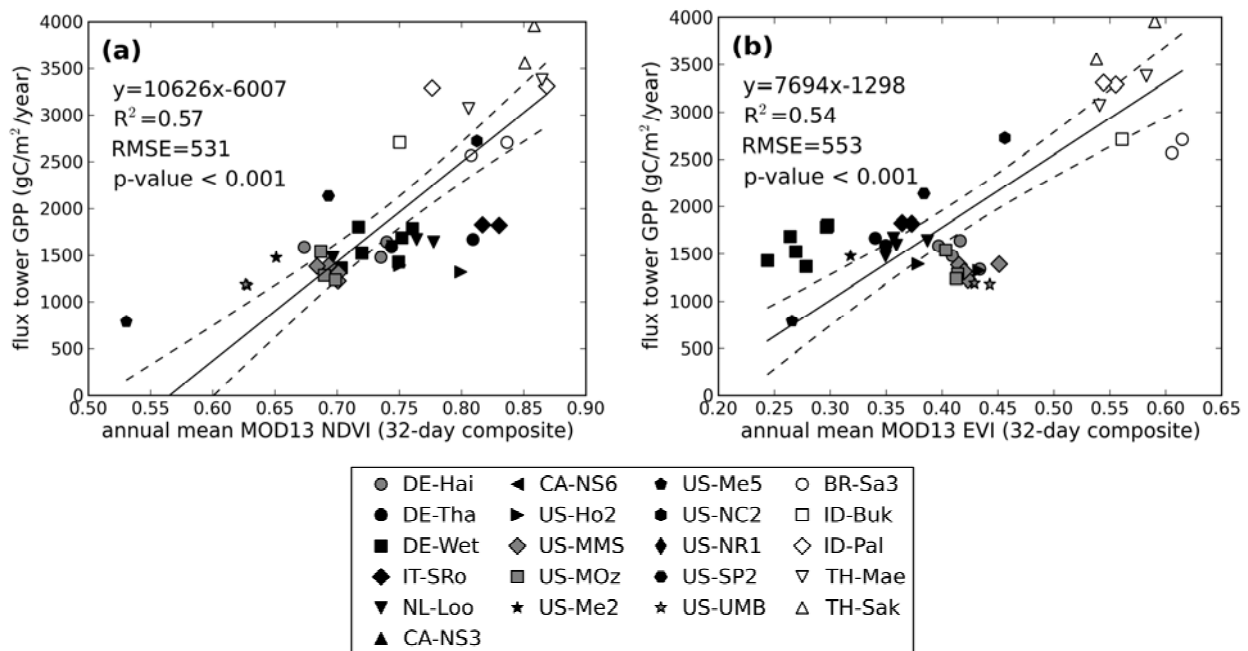 (a)
y=10626x-6007
R²=0.57
RMSE=531
p-value < 0.001
flux tower GPP (gC/m²/year)
4000
3500
3000
2500
2000
1500
1000
500
0
0.50 0.55 0.60 0.65 0.70 0.75 0.80 0.85 0.90
annual mean MOD13 NDVI (32-day composite)
(b)
y=7694x-1298
R²=0.54
RMSE=553
p-value < 0.001
flux tower GPP (gC/m²/year)
4000
3500
3000
2500
2000
1500
1000
500
0
0.20 0.25 0.30 0.35 0.40 0.45 0.50 0.55 0.60 0.65
annual mean MOD13 EVI (32-day composite)
DE-Hai CA-NS6 US-Me5 BR-Sa3
DE-Tha US-Ho2 US-NC2 ID-Buk
DE-Wet US-MMS US-NR1 ID-Pal
IT-SRo US-MOz US-SP2 TH-Mae
NL-Loo US-Me2 US-UMB TH-Sak
CA-NS3